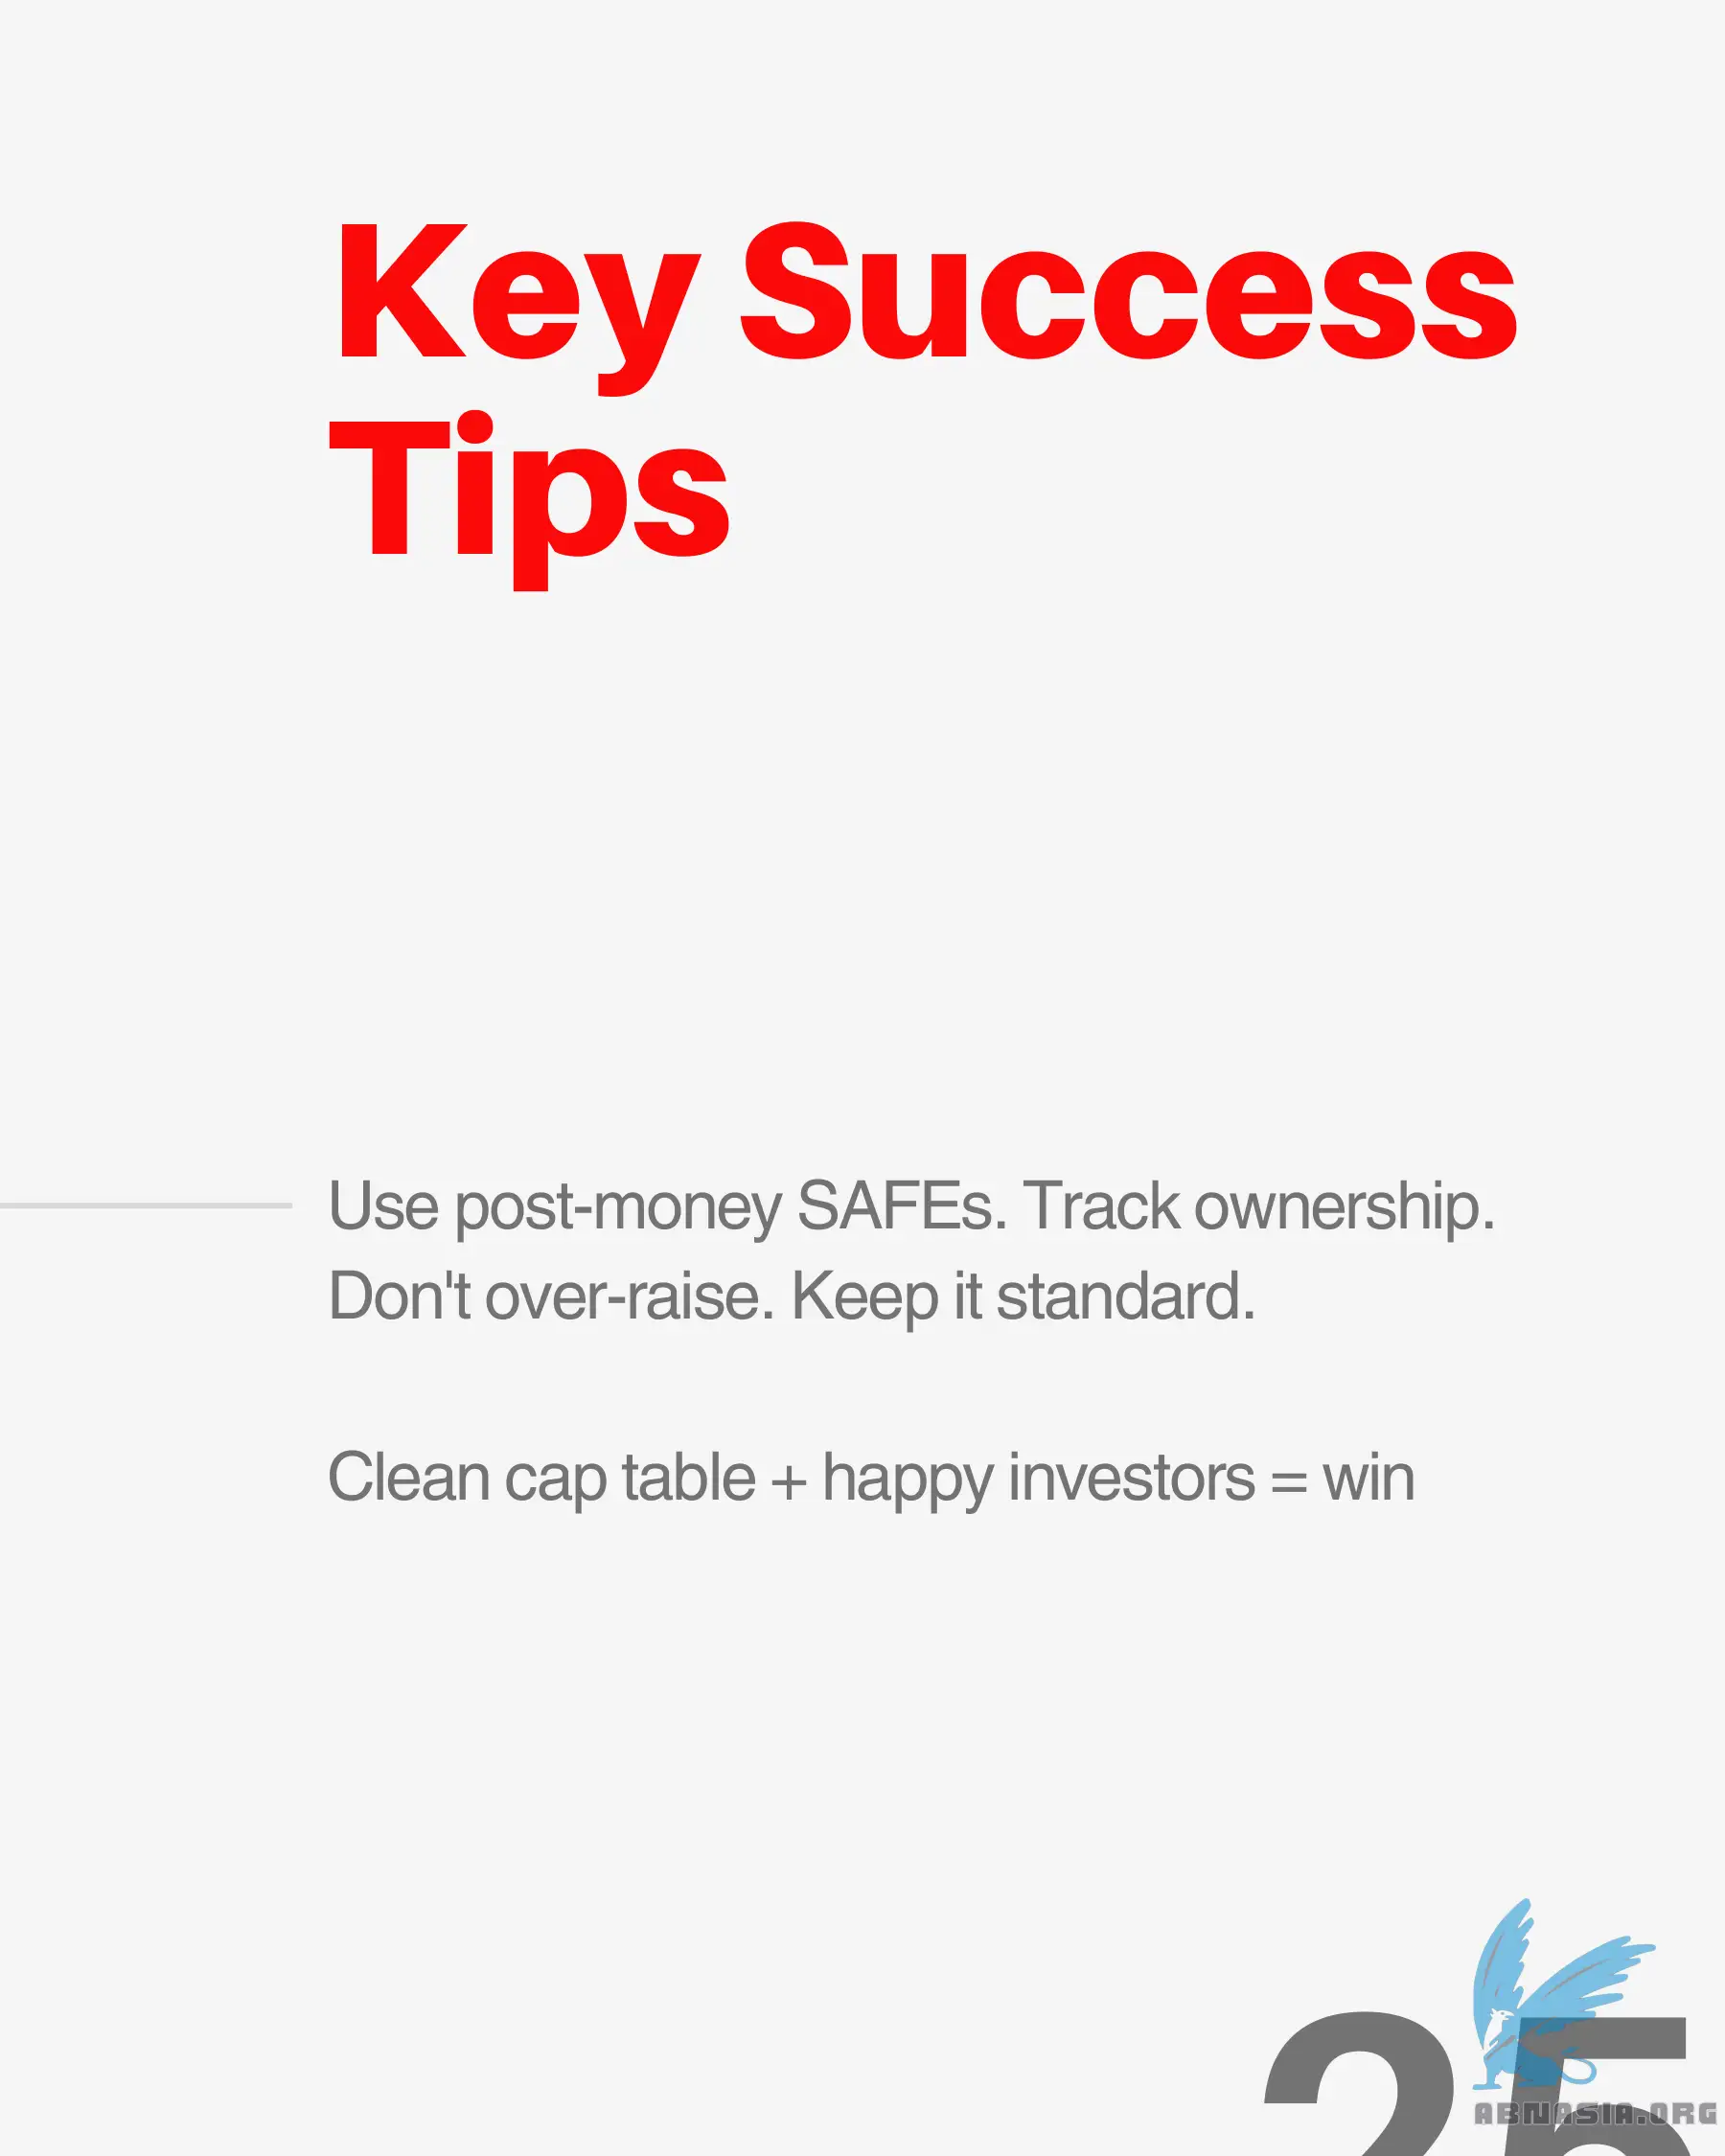 Key Success
Tips
Use post-money SAFEs. Track ownership.
Don't over-raise. Keep it standard.
Clean cap table + happy investors = win
25
ABNASIA.ORG